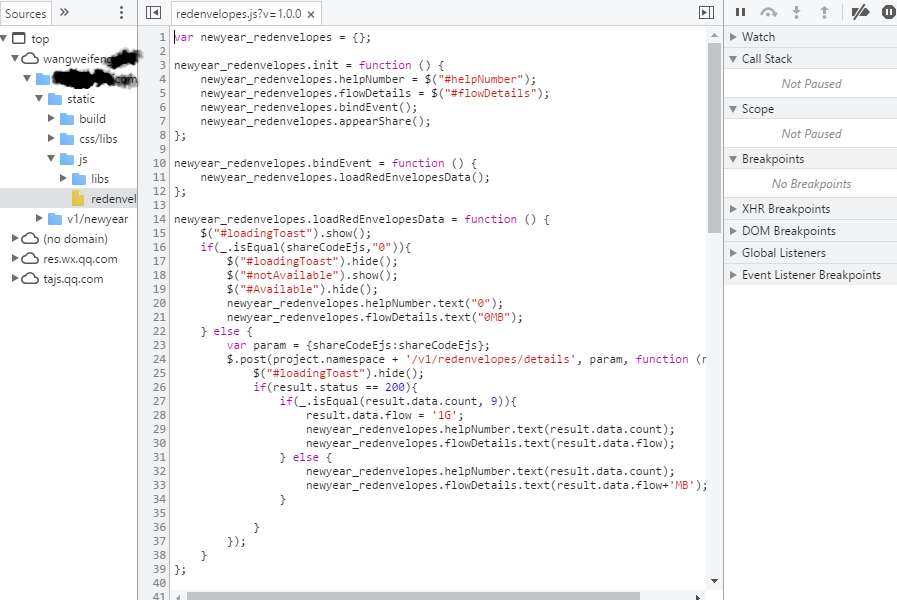 Sources »
top
wangweifeng
com
static
build
css/libs
js
libs
redenvel
v1/newyear
(no domain)
res.wx.qq.com
tajs.qq.com
redenvelopes.js?v=1.0.0 ×
1 var newyear_redenvelopes = {};
2
3 newyear_redenvelopes.init = function () {
4 newyear_redenvelopes.helpNumber = $("#helpNumber");
5 newyear_redenvelopes.flowDetails = $("#flowDetails");
6 newyear_redenvelopes.bindEvent();
7 newyear_redenvelopes.appearShare();
8 };
9
10 newyear_redenvelopes.bindEvent = function () {
11 newyear_redenvelopes.loadRedEnvelopesData();
12 };
13
14 newyear_redenvelopes.loadRedEnvelopesData = function () {
15 $("#loadingToast").show();
16 if(_.isEqual(shareCodeEjs,"0")){
17 $("#loadingToast").hide();
18 $("#notAvailable").show();
19 $("#Available").hide();
20 newyear_redenvelopes.helpNumber.text("0");
21 newyear_redenvelopes.flowDetails.text("0MB");
22 } else {
23 var param = {shareCodeEjs:shareCodeEjs};
24 $.post(project.namespace + '/v1/redenvelopes/details', param, function (r
25 $("#loadingToast").hide();
26 if(result.status == 200){
27 if(_.isEqual(result.data.count, 9)){
28 result.data.flow = '1G';
29 newyear_redenvelopes.helpNumber.text(result.data.count);
30 newyear_redenvelopes.flowDetails.text(result.data.flow);
31 } else {
32 newyear_redenvelopes.helpNumber.text(result.data.count);
33 newyear_redenvelopes.flowDetails.text(result.data.flow+'MB');
34 }
35
36 }
37 });
38 }
39 };
40
41
Watch
Call Stack
Not Paused
Scope
Not Paused
Breakpoints
No Breakpoints
XHR Breakpoints
DOM Breakpoints
Global Listeners
Event Listener Breakpoints